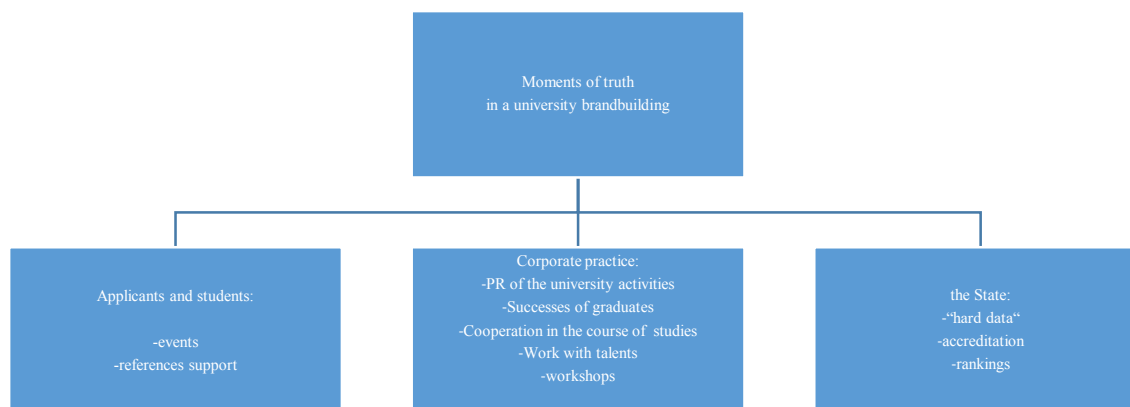 Moments of truth
in a university brandbuilding
Applicants and students:
-events
-references support
Corporate practice:
-PR of the university activities
-Successes of graduates
-Cooperation in the course of studies
-Work with talents
-workshops
the State:
-“hard data“
-accreditation
-rankings